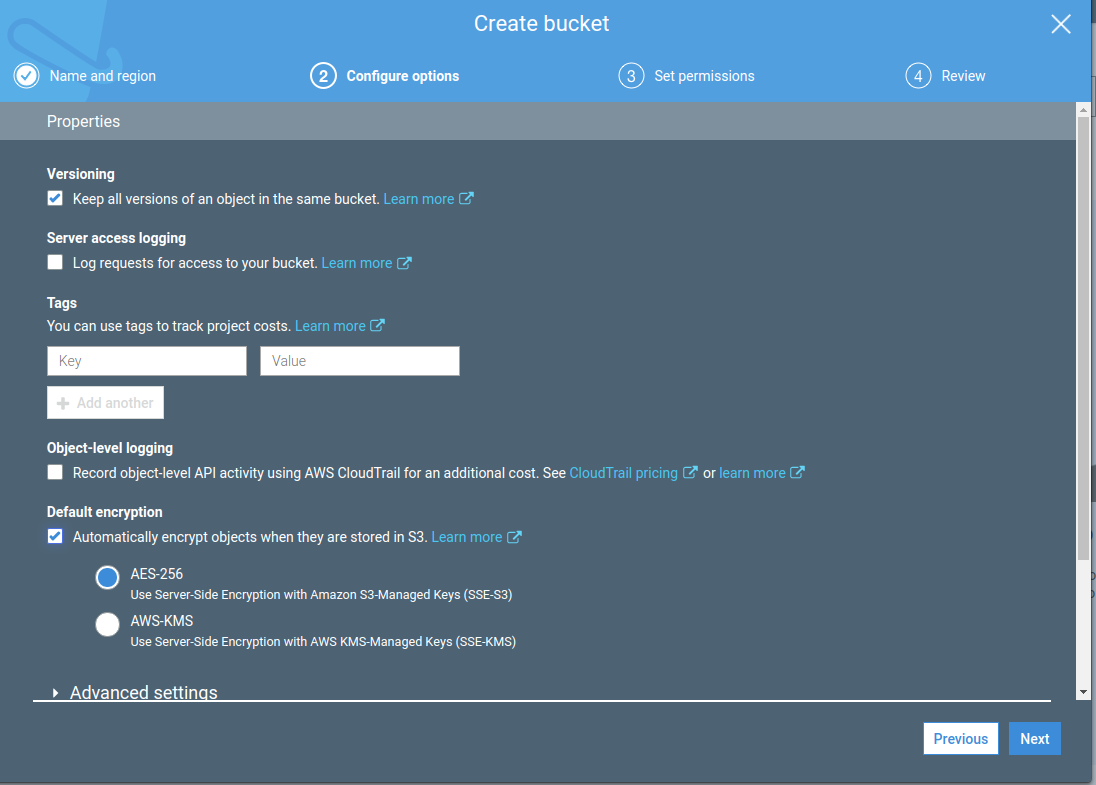 Create bucket
Name and region
2 Configure options
3 Set permissions
4 Review
Properties
Versioning
Keep all versions of an object in the same bucket. Learn more
Server access logging
Log requests for access to your bucket. Learn more
Tags
You can use tags to track project costs. Learn more
Key Value
+ Add another
Object-level logging
Record object-level API activity using AWS CloudTrail for an additional cost. See CloudTrail pricing or learn more
Default encryption
Automatically encrypt objects when they are stored in S3. Learn more
AES-256
Use Server-Side Encryption with Amazon S3-Managed Keys (SSE-S3)
AWS-KMS
Use Server-Side Encryption with AWS KMS-Managed Keys (SSE-KMS)
Advanced settings
Previous Next